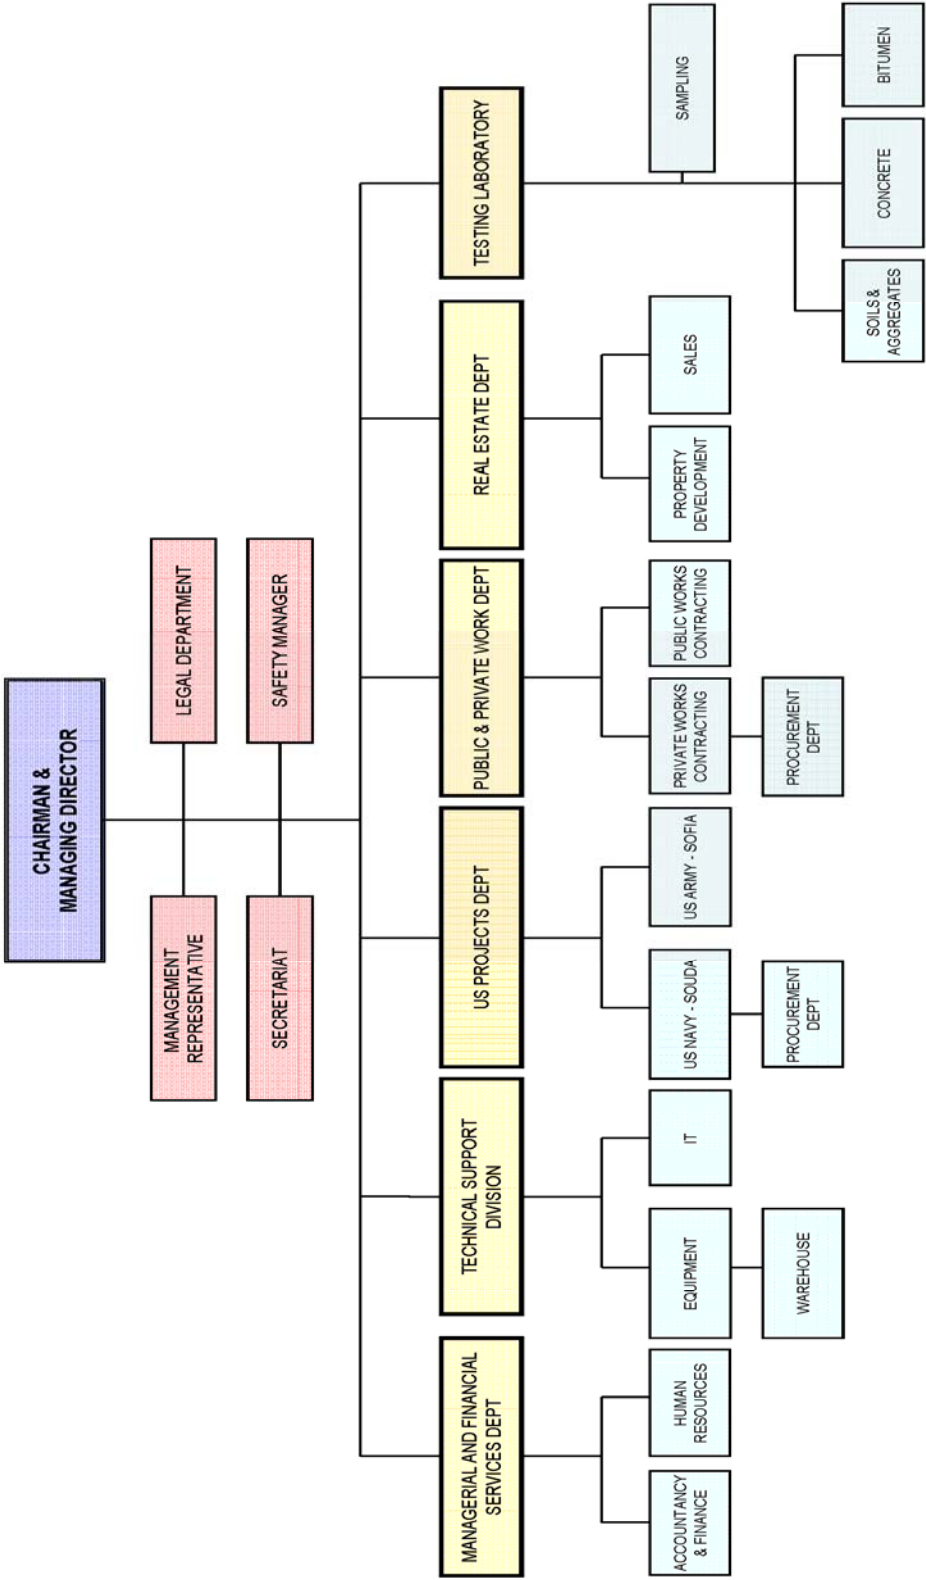 CHAIRMAN &
MANAGING DIRECTOR
MANAGEMENT
REPRESENTATIVE
LEGAL DEPARTMENT
SECRETARIAT
SAFETY MANAGER
MANAGERIAL AND FINANCIAL
SERVICES DEPT
TECHNICAL SUPPORT
DIVISION
US PROJECTS DEPT
PUBLIC & PRIVATE WORK DEPT
REAL ESTATE DEPT
TESTING LABORATORY
ACCOUNTANCY
& FINANCE
HUMAN
RESOURCES
EQUIPMENT
IT
US NAVY - SOUDA
US ARMY - SOFIA
PRIVATE WORKS
CONTRACTING
PUBLIC WORKS
CONTRACTING
PROPERTY
DEVELOPMENT
SALES
SAMPLING
WAREHOUSE
PROCUREMENT
DEPT
PROCUREMENT
DEPT
SOILS &
AGGREGATES
CONCRETE
BITUMEN